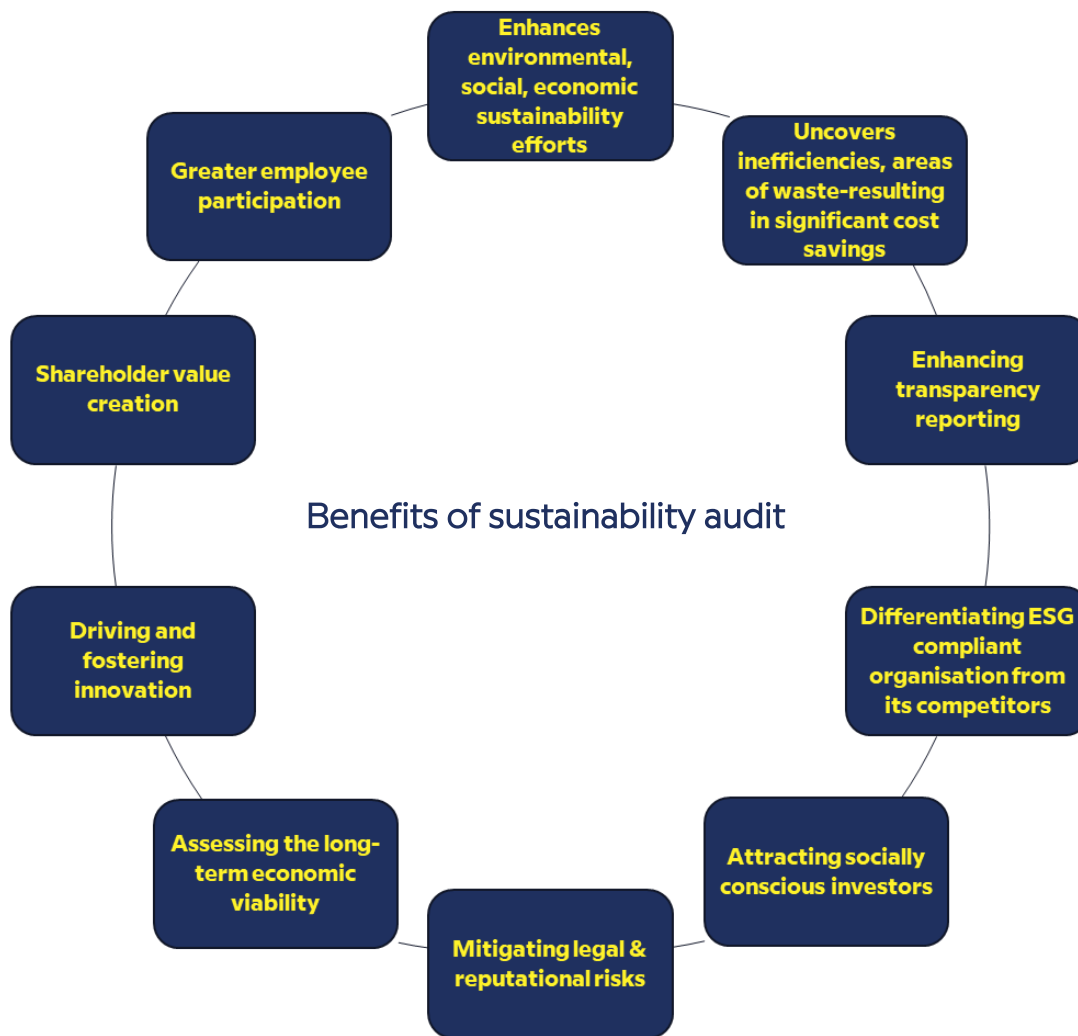 Enhances
environmental,
social, economic
sustainability
efforts
Uncovers
inefficiencies, areas
of waste-resulting
in significant cost
savings
Enhancing
transparency
reporting
Differentiating ESG
compliant
organisation from
its competitors
Attracting socially
conscious investors
Mitigating legal &
reputational risks
Assessing the long-
term economic
viability
Driving and
fostering
innovation
Shareholder value
creation
Greater employee
participation
Benefits of sustainability audit